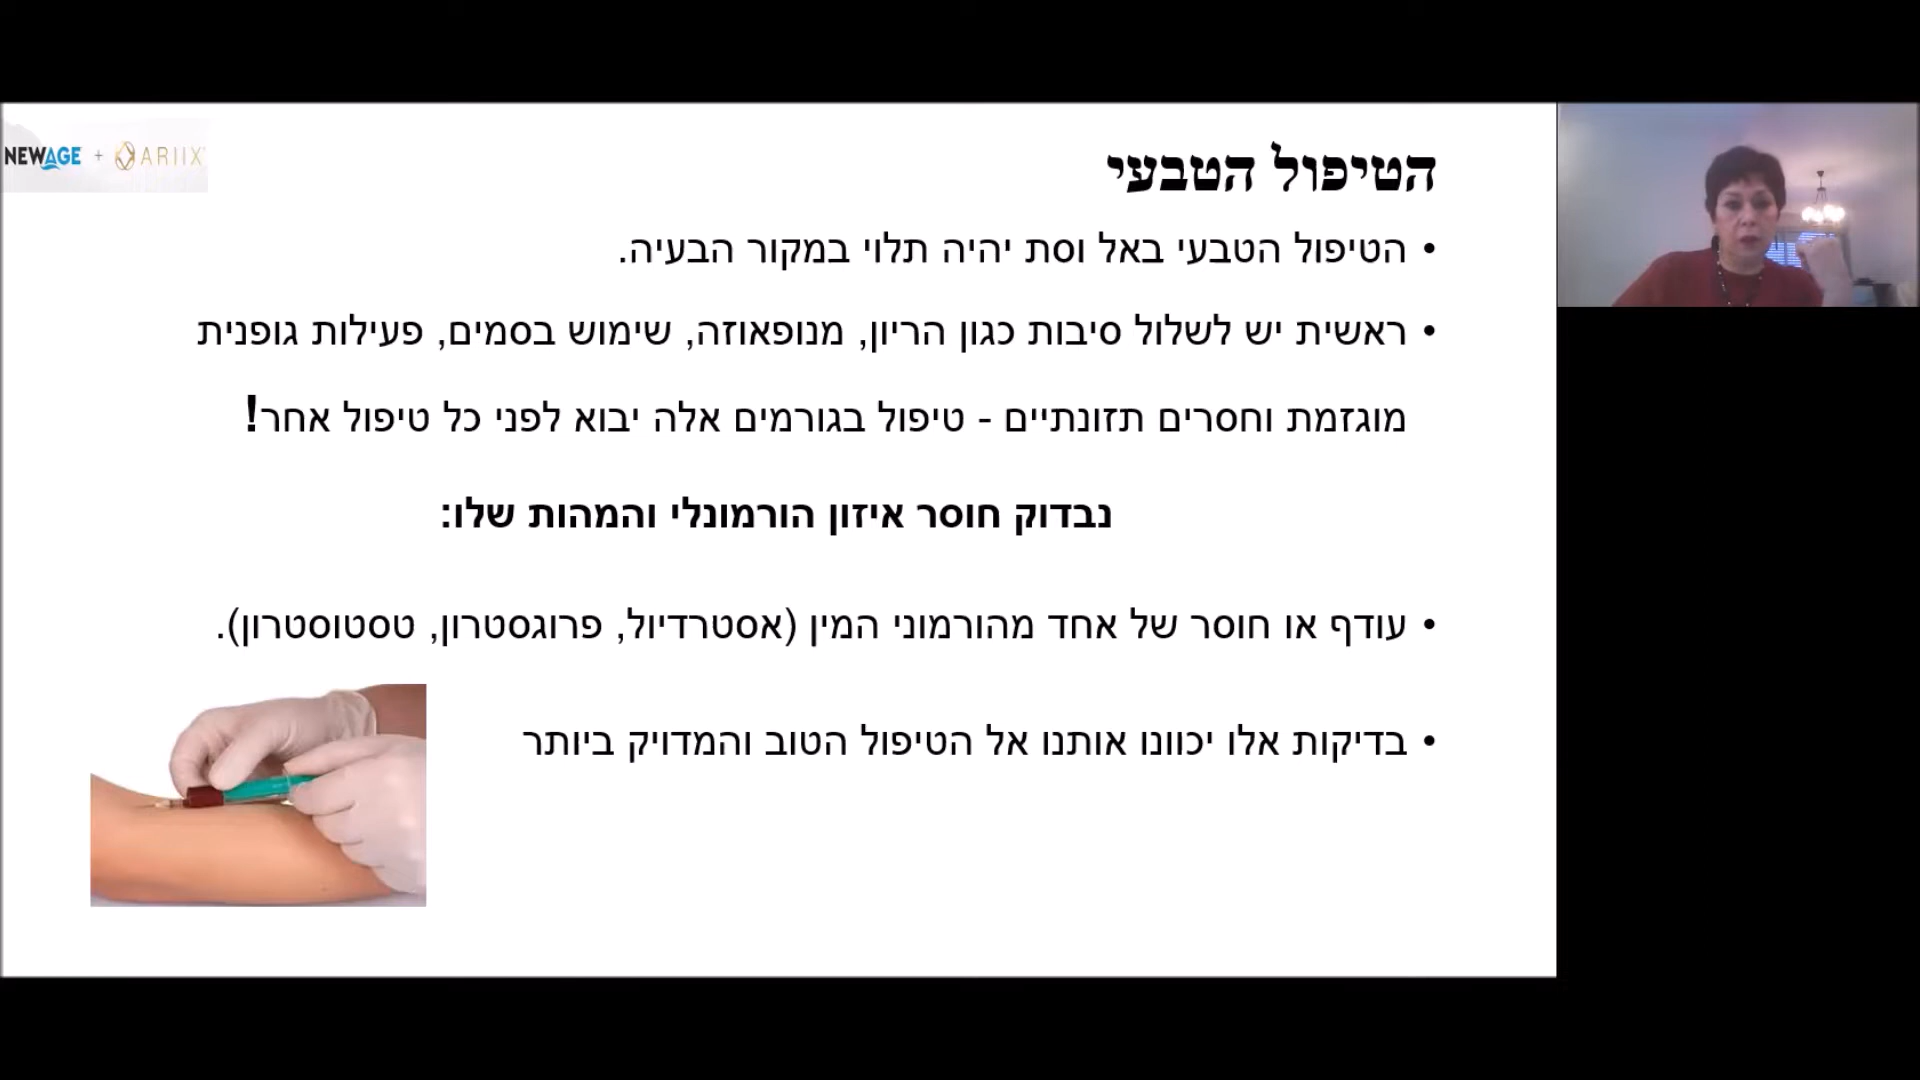 NEWAGE + ARIIX
הטיפול הטבעי
• הטיפול הטבעי באל וסת יהיה תלוי במקור הבעיה.
• ראשית יש לשלול סיבות כגון הריון, מנופאוזה, שימוש בסמים, פעילות גופנית
מוגזמת וחסרים תזונתיים - טיפול בגורמים אלה יבוא לפני כל טיפול אחר!
נבדוק חוסר איזון הורמונלי והמהות שלו:
• עודף או חוסר של אחד מהורמוני המין (אסטרדיול, פרוגסטרון, טסטוסטרון).
• בדיקות אלו יכוונו אותנו אל הטיפול הטוב והמדויק ביותר